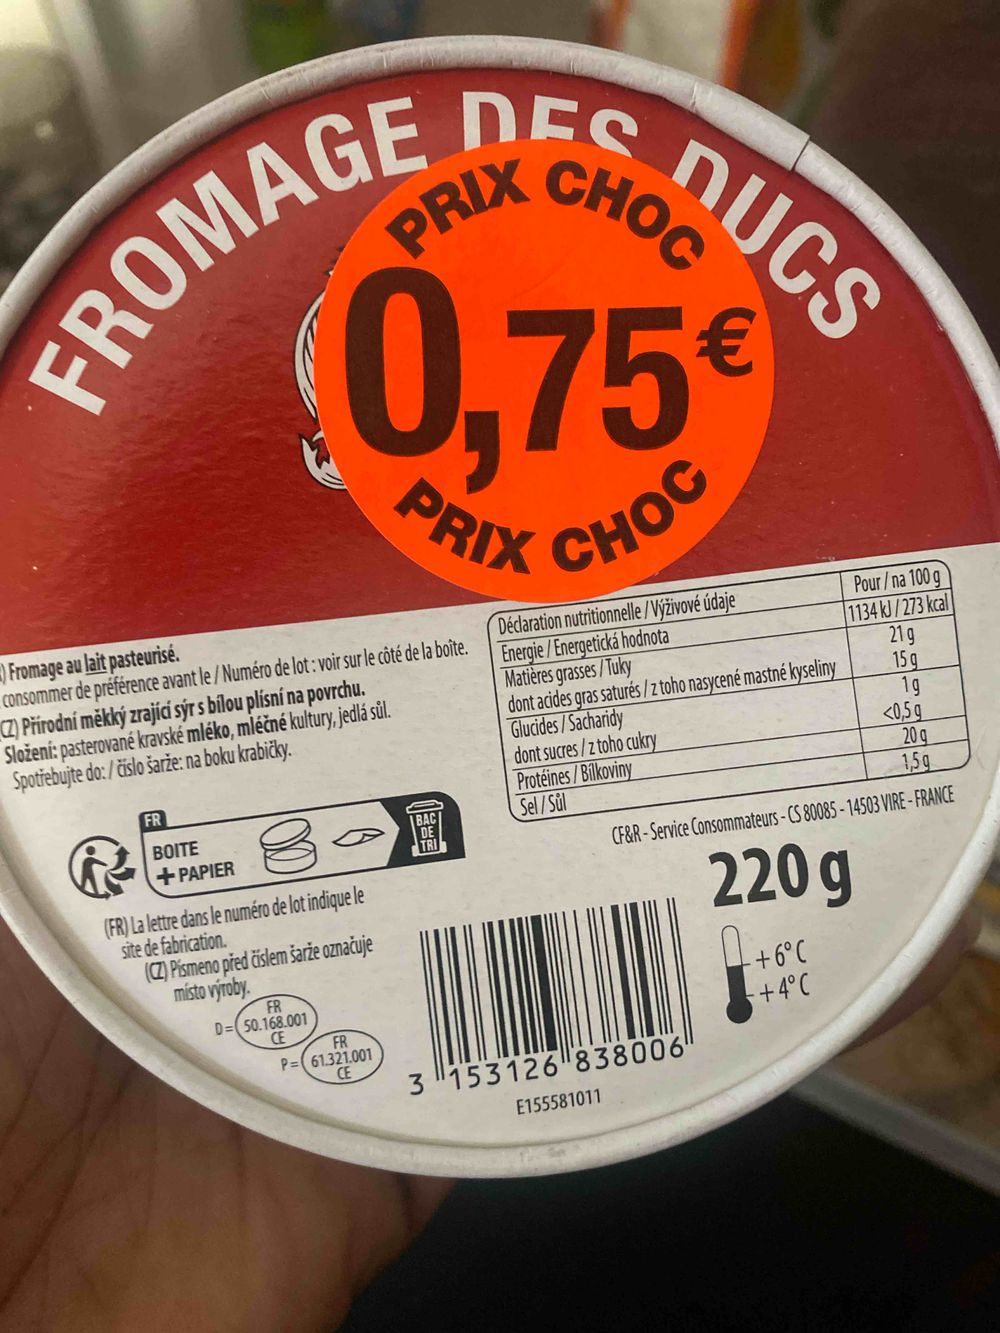 FROMAGE DES DUCS
PRIX CHOC
0,75€
PRIX CHOC
Fromage au lait pasteurisé.
consommer de préférence avant le / Numéro de lot : voir sur le côté de la boîte.
CZ) Přírodní měkký zrající sýr s bílou plísní na povrchu.
Složení: pasterované kravské mléko, mléčné kultury, jedlá sůl.
Spotřebujte do: / číslo šarže: na boku krabičky.
Déclaration nutritionnelle / Výživové údaje Pour / na 100 g
Energie / Energetická hodnota 1134 kJ / 273 kcal
Matières grasses / Tuky 21 g
dont acides gras saturés / z toho nasycené mastné kyseliny 15 g
Glucides / Sacharidy 1 g
dont sucres / z toho cukry <0,5 g
Protéines / Bílkoviny 20 g
Sel / Sůl 1,5 g
CF&R - Service Consommateurs - CS 80085 - 14503 VIRE - FRANCE
220 g
FR
BOITE
+ PAPIER
BAC
DE
TRI
(FR) La lettre dans le numéro de lot indique le
site de fabrication.
(CZ) Písmeno před číslem šarže označuje
místo výroby.
D= FR
50.168.001
CE
P= FR
61.321.001
CE
+6°C
+4°C
3 153126 838006
E155581011